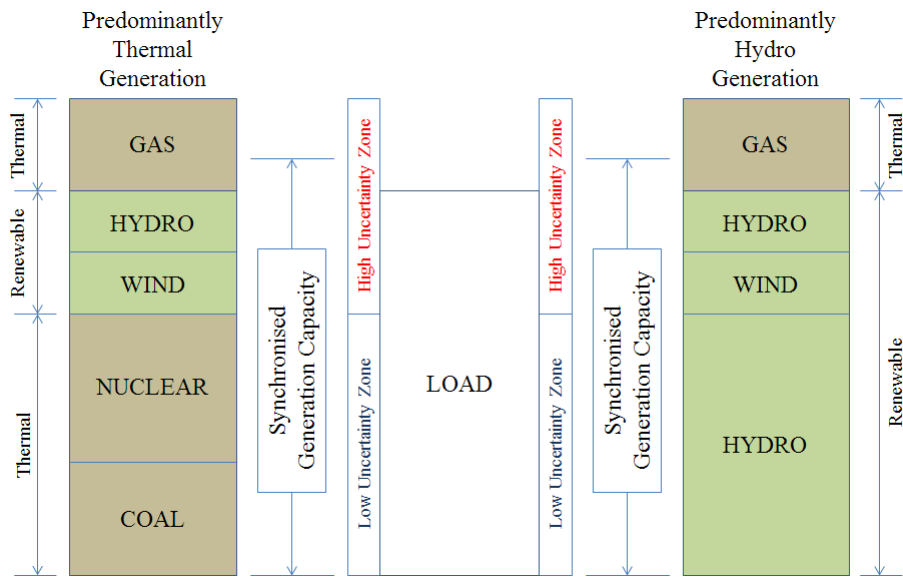 Predominantly
Thermal
Generation
Thermal
GAS
Renewable
HYDRO
WIND
Thermal
NUCLEAR
COAL
Synchronised
Generation Capacity
High Uncertainty Zone
Low Uncertainty Zone
LOAD
High Uncertainty Zone
Low Uncertainty Zone
Synchronised
Generation Capacity
Predominantly
Hydro
Generation
GAS
Thermal
HYDRO
WIND
HYDRO
Renewable